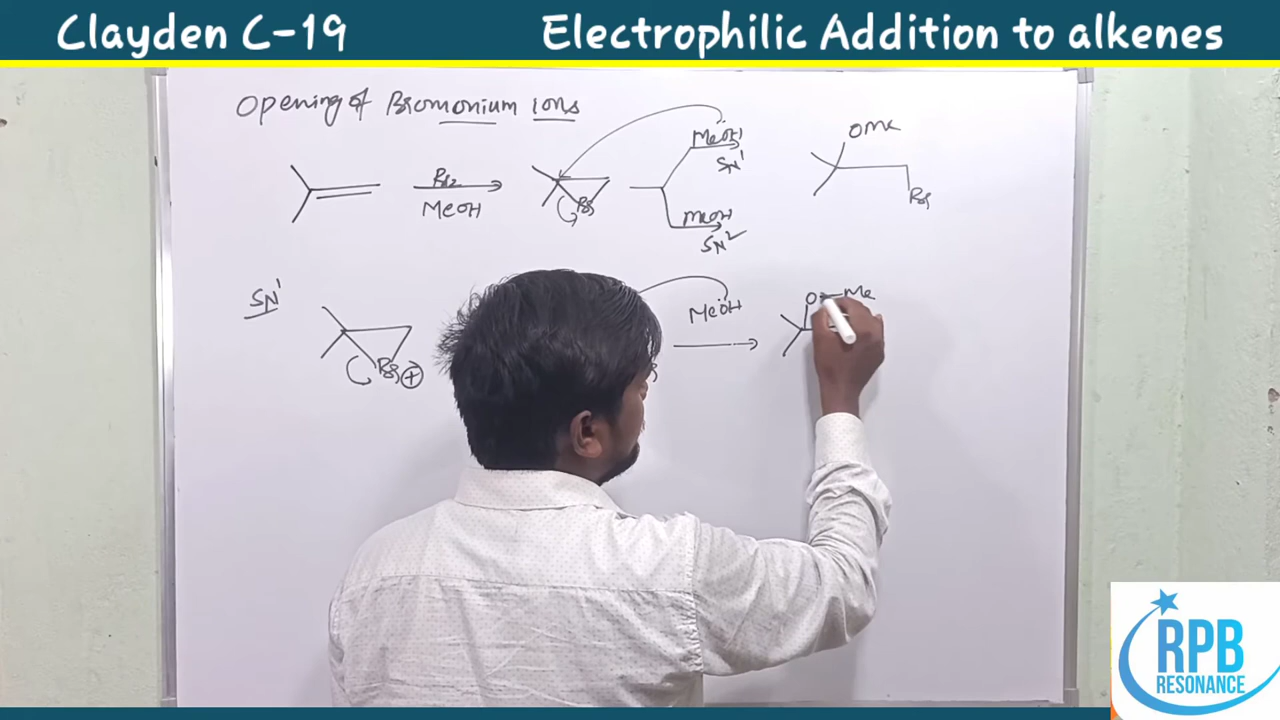 Clayden C-19
Electrophilic Addition to alkenes
Opening of Bromonium ions
OMe
MeOH
SN1
Br2
MeOH
Br
Br
MeOH
SN2
SN1
MeOH
O—Me
Br ⊕
RPB
RESONANCE